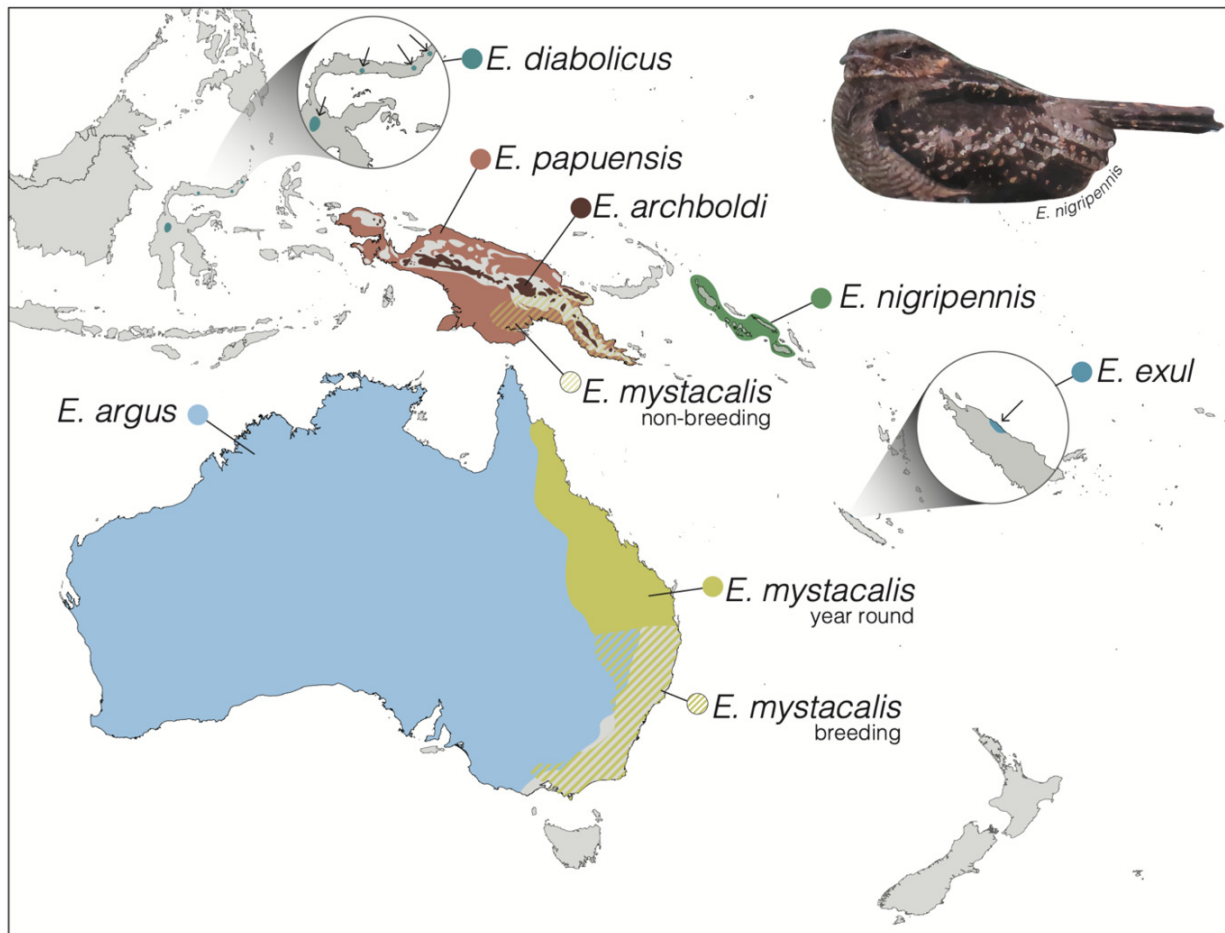 E. diabolicus
E. papuensis
E. archboldi
E. nigripennis
E. nigripennis
E. mystacalis
non-breeding
E. exul
E. argus
E. mystacalis
year round
E. mystacalis
breeding